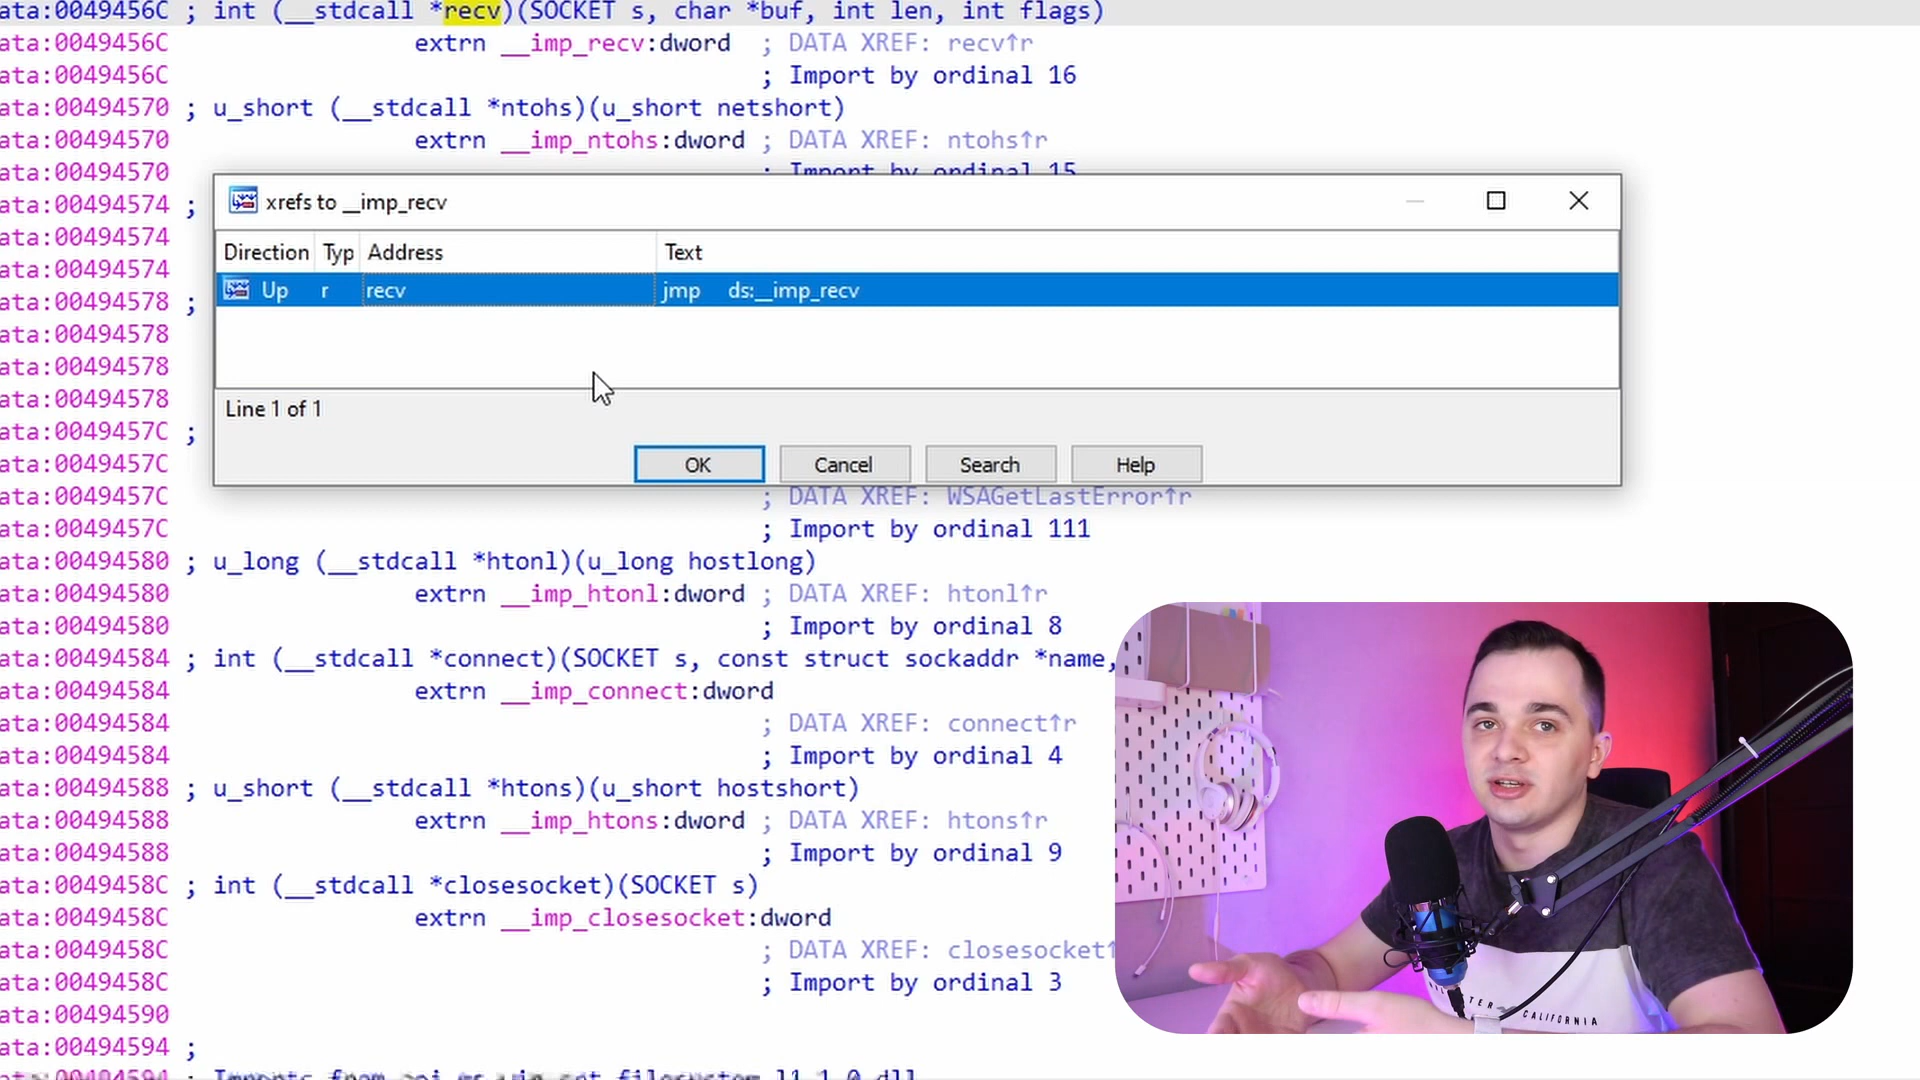 ata:0049456C ; int (__stdcall *recv)(SOCKET s, char *buf, int len, int flags)
ata:0049456C extrn __imp_recv:dword ; DATA XREF: recv↑r
ata:0049456C ; Import by ordinal 16
ata:00494570 ; u_short (__stdcall *ntohs)(u_short netshort)
ata:00494570 extrn __imp_ntohs:dword ; DATA XREF: ntohs↑r
ata:00494570 ; Import by ordinal 15
ata:00494574 ;
xrefs to __imp_recv
ata:00494574
Direction Typ Address Text
ata:00494574
Up r recv jmp ds:__imp_recv
ata:00494578 ;
ata:00494578
ata:00494578
ata:00494578
Line 1 of 1
ata:0049457C ;
ata:0049457C
OK Cancel Search Help
ata:0049457C ; DATA XREF: WSAGetLastError↑r
ata:0049457C ; Import by ordinal 111
ata:00494580 ; u_long (__stdcall *htonl)(u_long hostlong)
ata:00494580 extrn __imp_htonl:dword ; DATA XREF: htonl↑r
ata:00494580 ; Import by ordinal 8
ata:00494584 ; int (__stdcall *connect)(SOCKET s, const struct sockaddr *name,
ata:00494584 extrn __imp_connect:dword
ata:00494584 ; DATA XREF: connect↑r
ata:00494584 ; Import by ordinal 4
ata:00494588 ; u_short (__stdcall *htons)(u_short hostshort)
ata:00494588 extrn __imp_htons:dword ; DATA XREF: htons↑r
ata:00494588 ; Import by ordinal 9
ata:0049458C ; int (__stdcall *closesocket)(SOCKET s)
ata:0049458C extrn __imp_closesocket:dword
ata:0049458C ; DATA XREF: closesocket↑
ata:0049458C ; Import by ordinal 3
ata:00494590
ata:00494594 ;
ata:00494594 ; Imports from
CALIFORNIA